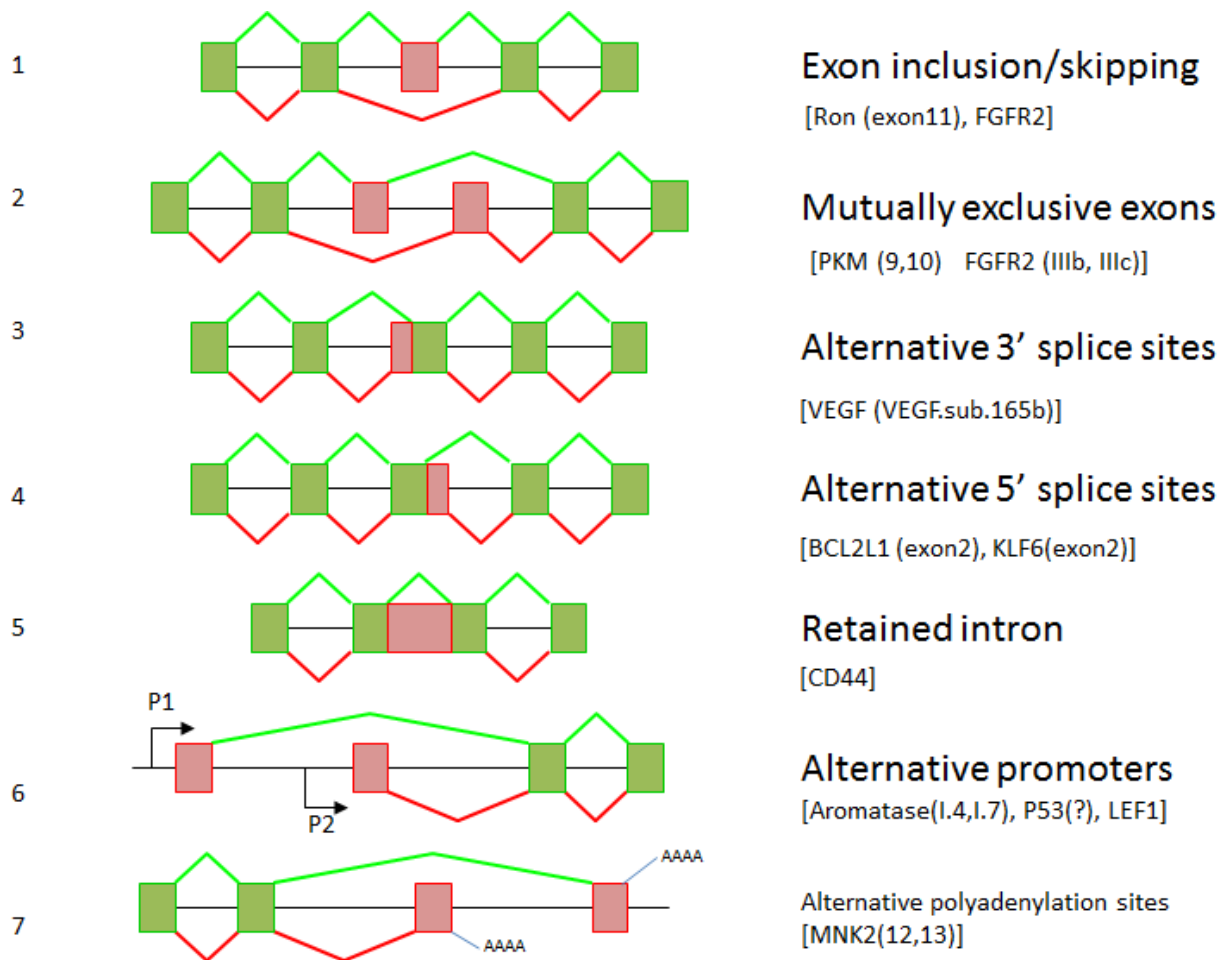 1
Exon inclusion/skipping
[Ron (exon11), FGFR2]
2
Mutually exclusive exons
[PKM (9,10) FGFR2 (IIIb, IIIc)]
3
Alternative 3’ splice sites
[VEGF (VEGF.sub.165b)]
4
Alternative 5’ splice sites
[BCL2L1 (exon2), KLF6(exon2)]
5
Retained intron
[CD44]
P1
6
P2
Alternative promoters
[Aromatase(I.4,I.7), P53(?), LEF1]
7
AAAA
AAAA
Alternative polyadenylation sites
[MNK2(12,13)]